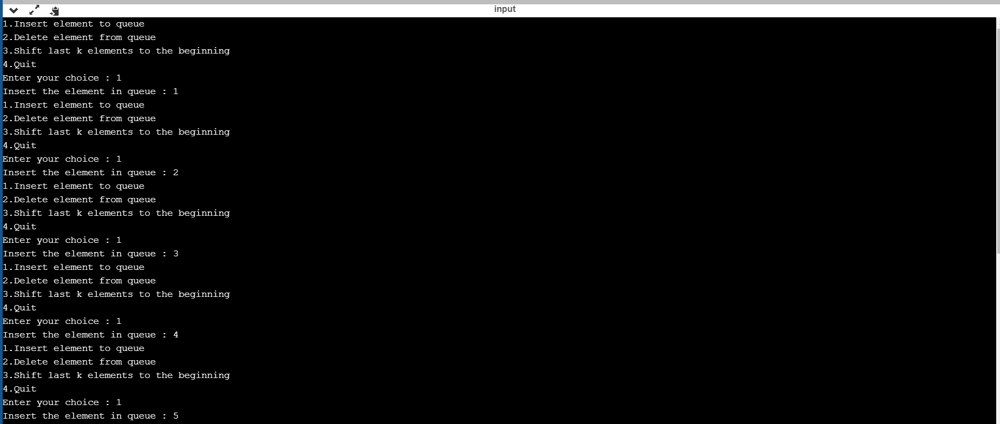 input
1.Insert element to queue
2.Delete element from queue
3.Shift last k elements to the beginning
4.Quit
Enter your choice : 1
Insert the element in queue : 1
1.Insert element to queue
2.Delete element from queue
3.Shift last k elements to the beginning
4.Quit
Enter your choice : 1
Insert the element in queue : 2
1.Insert element to queue
2.Delete element from queue
3.Shift last k elements to the beginning
4.Quit
Enter your choice : 1
Insert the element in queue : 3
1.Insert element to queue
2.Delete element from queue
3.Shift last k elements to the beginning
4.Quit
Enter your choice : 1
Insert the element in queue : 4
1.Insert element to queue
2.Delete element from queue
3.Shift last k elements to the beginning
4.Quit
Enter your choice : 1
Insert the element in queue : 5